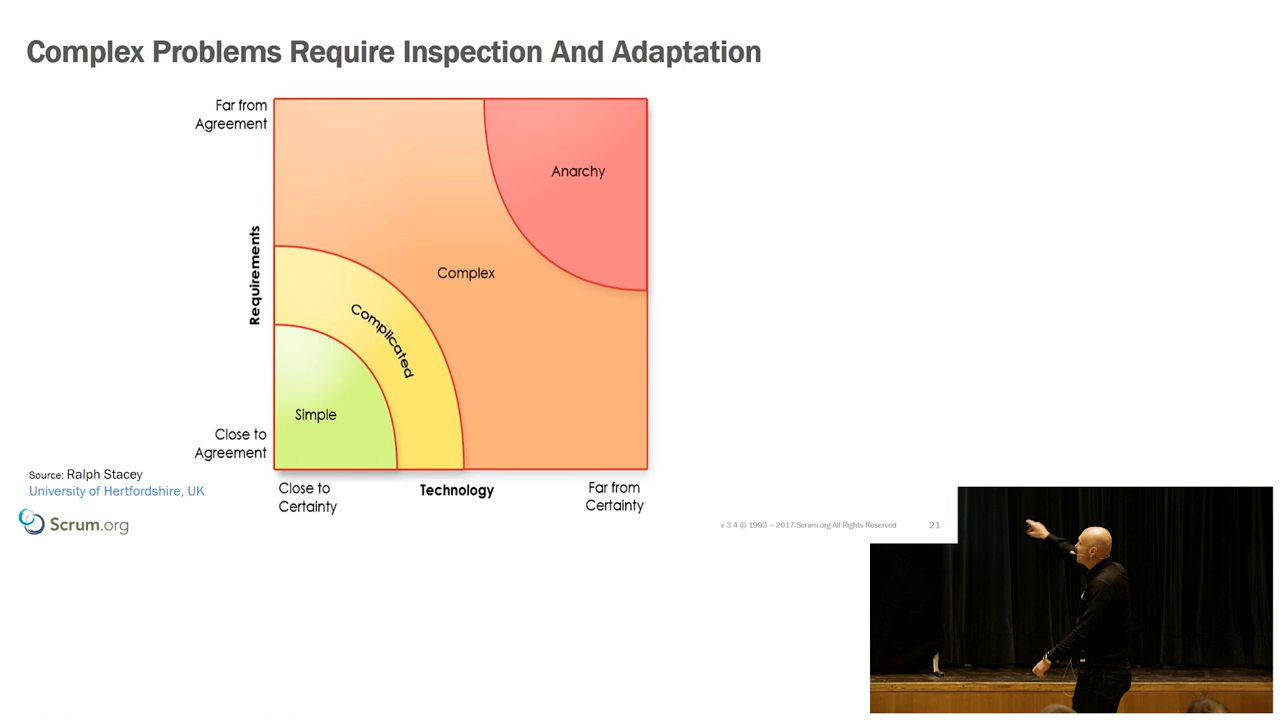 Complex Problems Require Inspection And Adaptation
Far from
Agreement
Anarchy
Requirements
Complex
Complicated
Simple
Close to
Agreement
Source: Ralph Stacey
University of Hertfordshire, UK
Close to
Certainty
Technology
Far from
Certainty
Scrum.org
v 3.4 © 1993 – 2017 Scrum.org All Rights Reserved
21